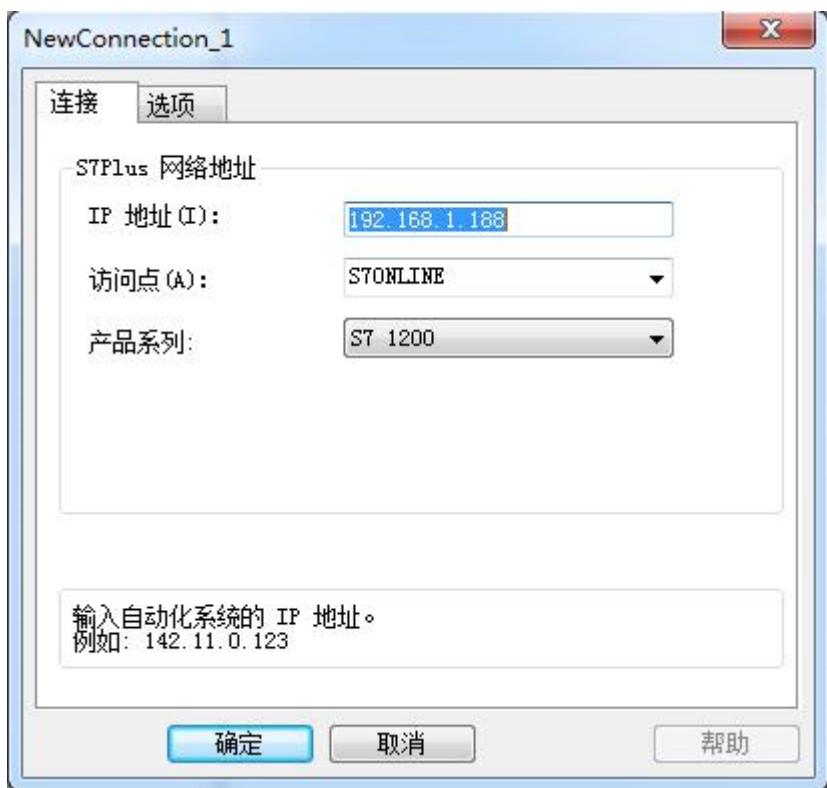 NewConnection_1
连接
选项
S7Plus 网络地址
IP 地址(I):
192.168.1.188
访问点(A):
S7ONLINE
产品系列:
S7 1200
输入自动化系统的 IP 地址。
例如: 142.11.0.123
确定
取消
帮助